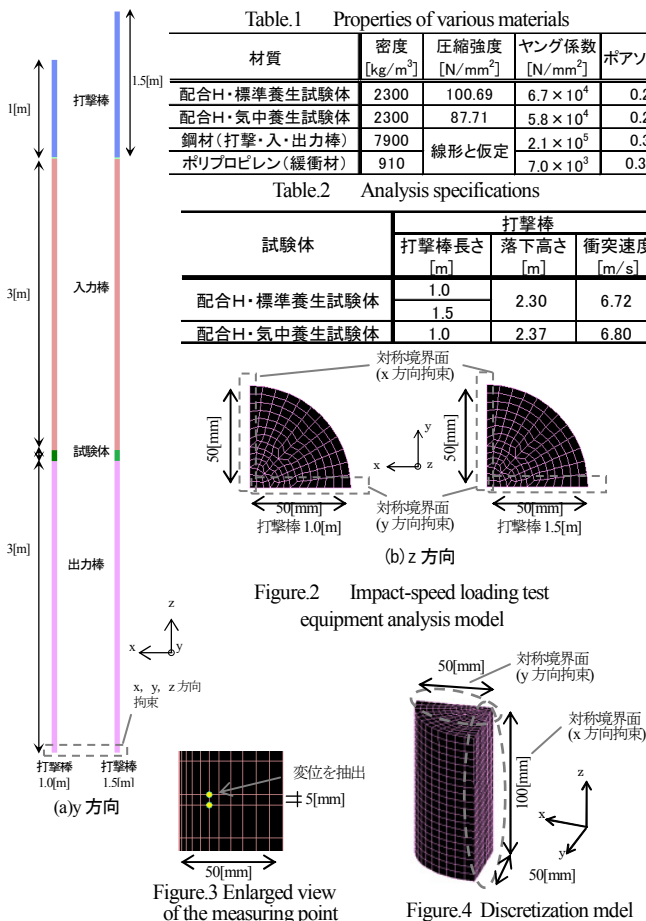 Table.1 Properties of various materials
材質 密度 [kg/m³] 圧縮強度 [N/mm²] ヤング係数 [N/mm²] ポアソ
配合H・標準養生試験体 2300 100.69 6.7×10⁴ 0.2
配合H・気中養生試験体 2300 87.71 5.8×10⁴ 0.2
鋼材(打撃・入・出力棒) 7900 線形と仮定 2.1×10⁵ 0.3
ポリプロピレン(緩衝材) 910 7.0×10³ 0.3
Table.2 Analysis specifications
試験体 打撃棒
打撃棒長さ [m] 落下高さ [m] 衝突速度 [m/s]
配合H・標準養生試験体 1.0 2.30 6.72
1.5
配合H・気中養生試験体 1.0 2.37 6.80
1[m]
打撃棒
1.5[m]
3[m]
入力棒
試験体
3[m]
出力棒
z
x
y
x, y, z 方向
拘束
打撃棒
1.0[m]
打撃棒
1.5[m]
(a)y 方向
対称境界面
(x 方向拘束)
50[mm]
50[mm]
y
x
z
対称境界面
(y 方向拘束)
50[mm]
打撃棒 1.0[m]
50[mm]
打撃棒 1.5[m]
(b)z 方向
Figure.2 Impact-speed loading test
equipment analysis model
変位を抽出
5[mm]
50[mm]
Figure.3 Enlarged view
of the measuring point
対称境界面
(y 方向拘束)
50[mm]
対称境界面
(x 方向拘束)
100[mm]
z
x
y
50[mm]
Figure.4 Discretization mdel